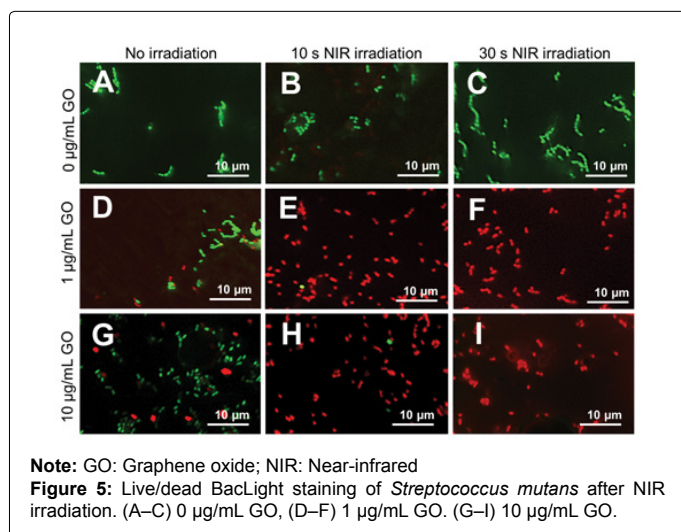 No irradiation 10 s NIR irradiation 30 s NIR irradiation
0 µg/mL GO
A 10 µm B 10 µm C 10 µm
1 µg/mL GO
D 10 µm E 10 µm F 10 µm
10 µg/mL GO
G 10 µm H 10 µm I 10 µm
Note: GO: Graphene oxide; NIR: Near-infrared
Figure 5: Live/dead BacLight staining of Streptococcus mutans after NIR
irradiation. (A–C) 0 µg/mL GO, (D–F) 1 µg/mL GO. (G–I) 10 µg/mL GO.